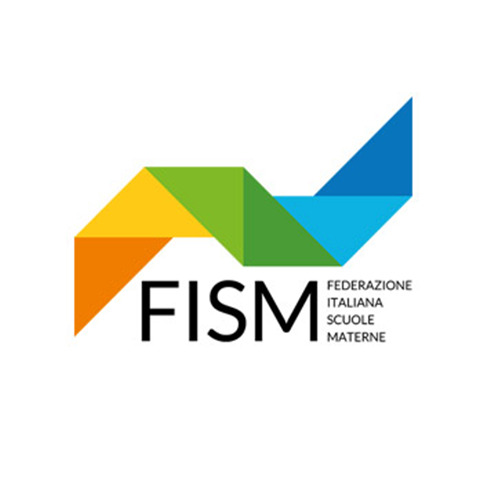 FISM
FEDERAZIONE
ITALIANA
SCUOLE
MATERNE